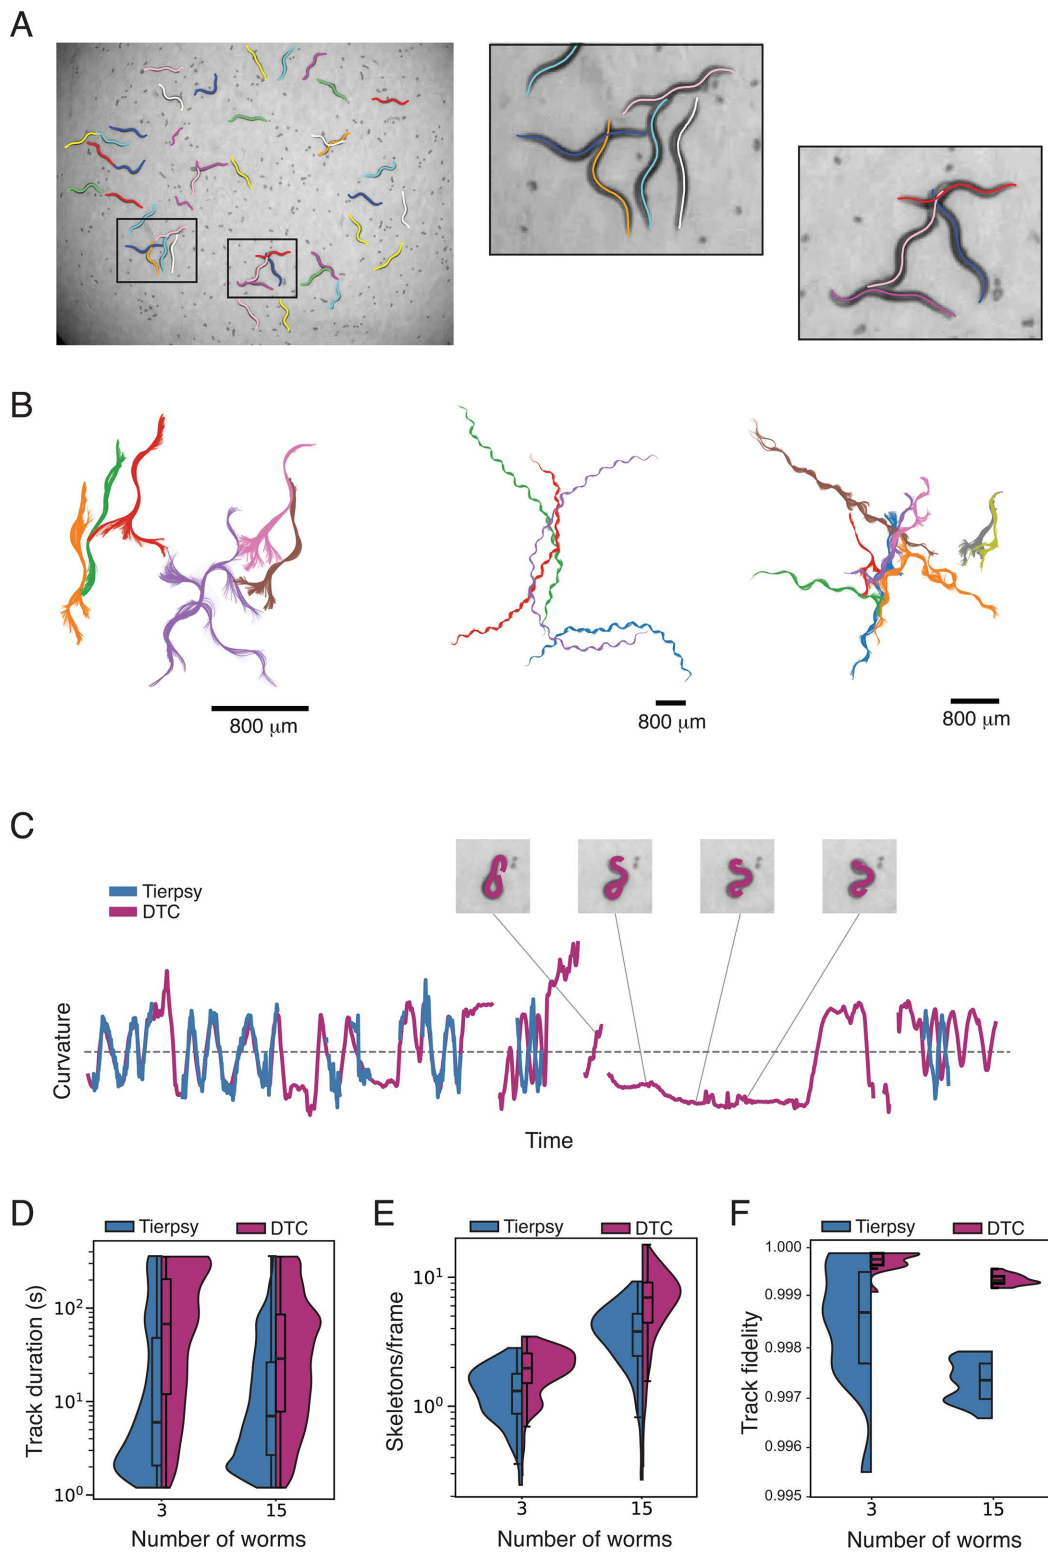 A
B
800 μm
800 μm
800 μm
C
Tierpsy
DTC
Curvature
Time
D
Tierpsy
DTC
Track duration (s)
10²
10¹
10⁰
3
15
Number of worms
E
Tierpsy
DTC
Skeletons/frame
10¹
10⁰
3
15
Number of worms
F
Tierpsy
DTC
Track fidelity
1.000
0.999
0.998
0.997
0.996
0.995
3
15
Number of worms